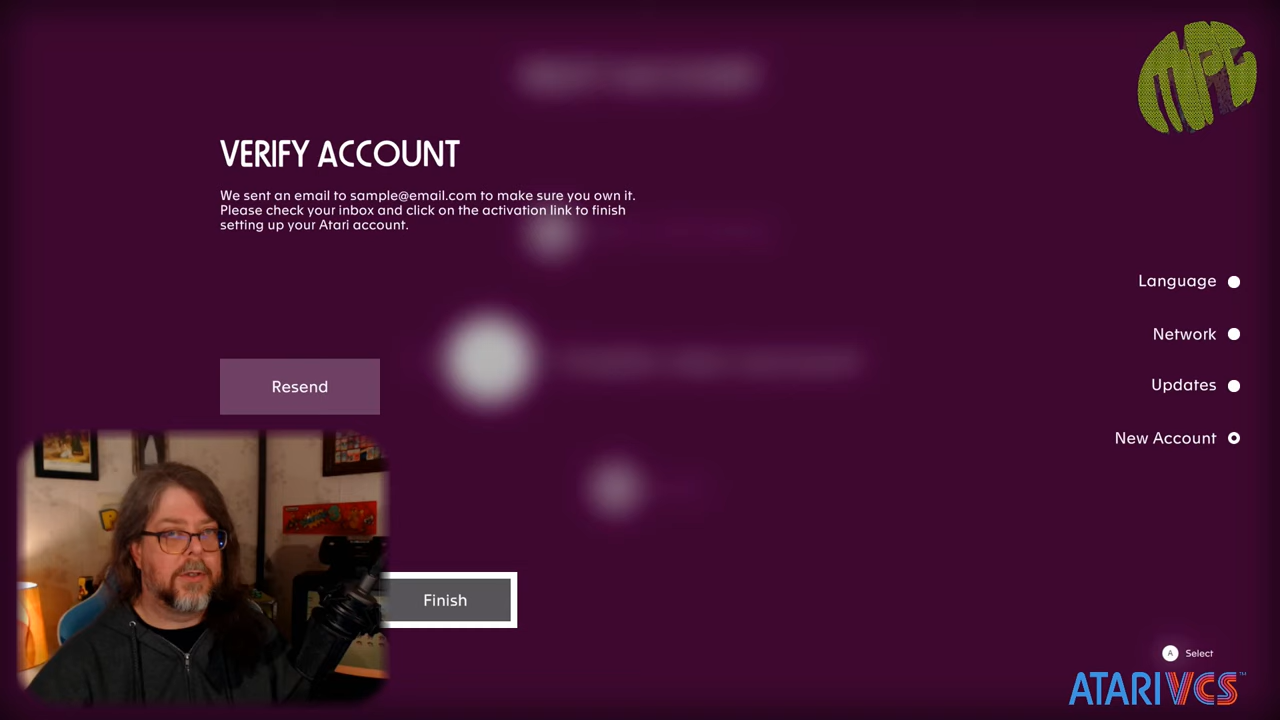 MPG
VERIFY ACCOUNT
We sent an email to sample@email.com to make sure you own it.
Please check your inbox and click on the activation link to finish
setting up your Atari account.
Language
Network
Updates
New Account
Resend
Finish
A Select
ATARI VCS™